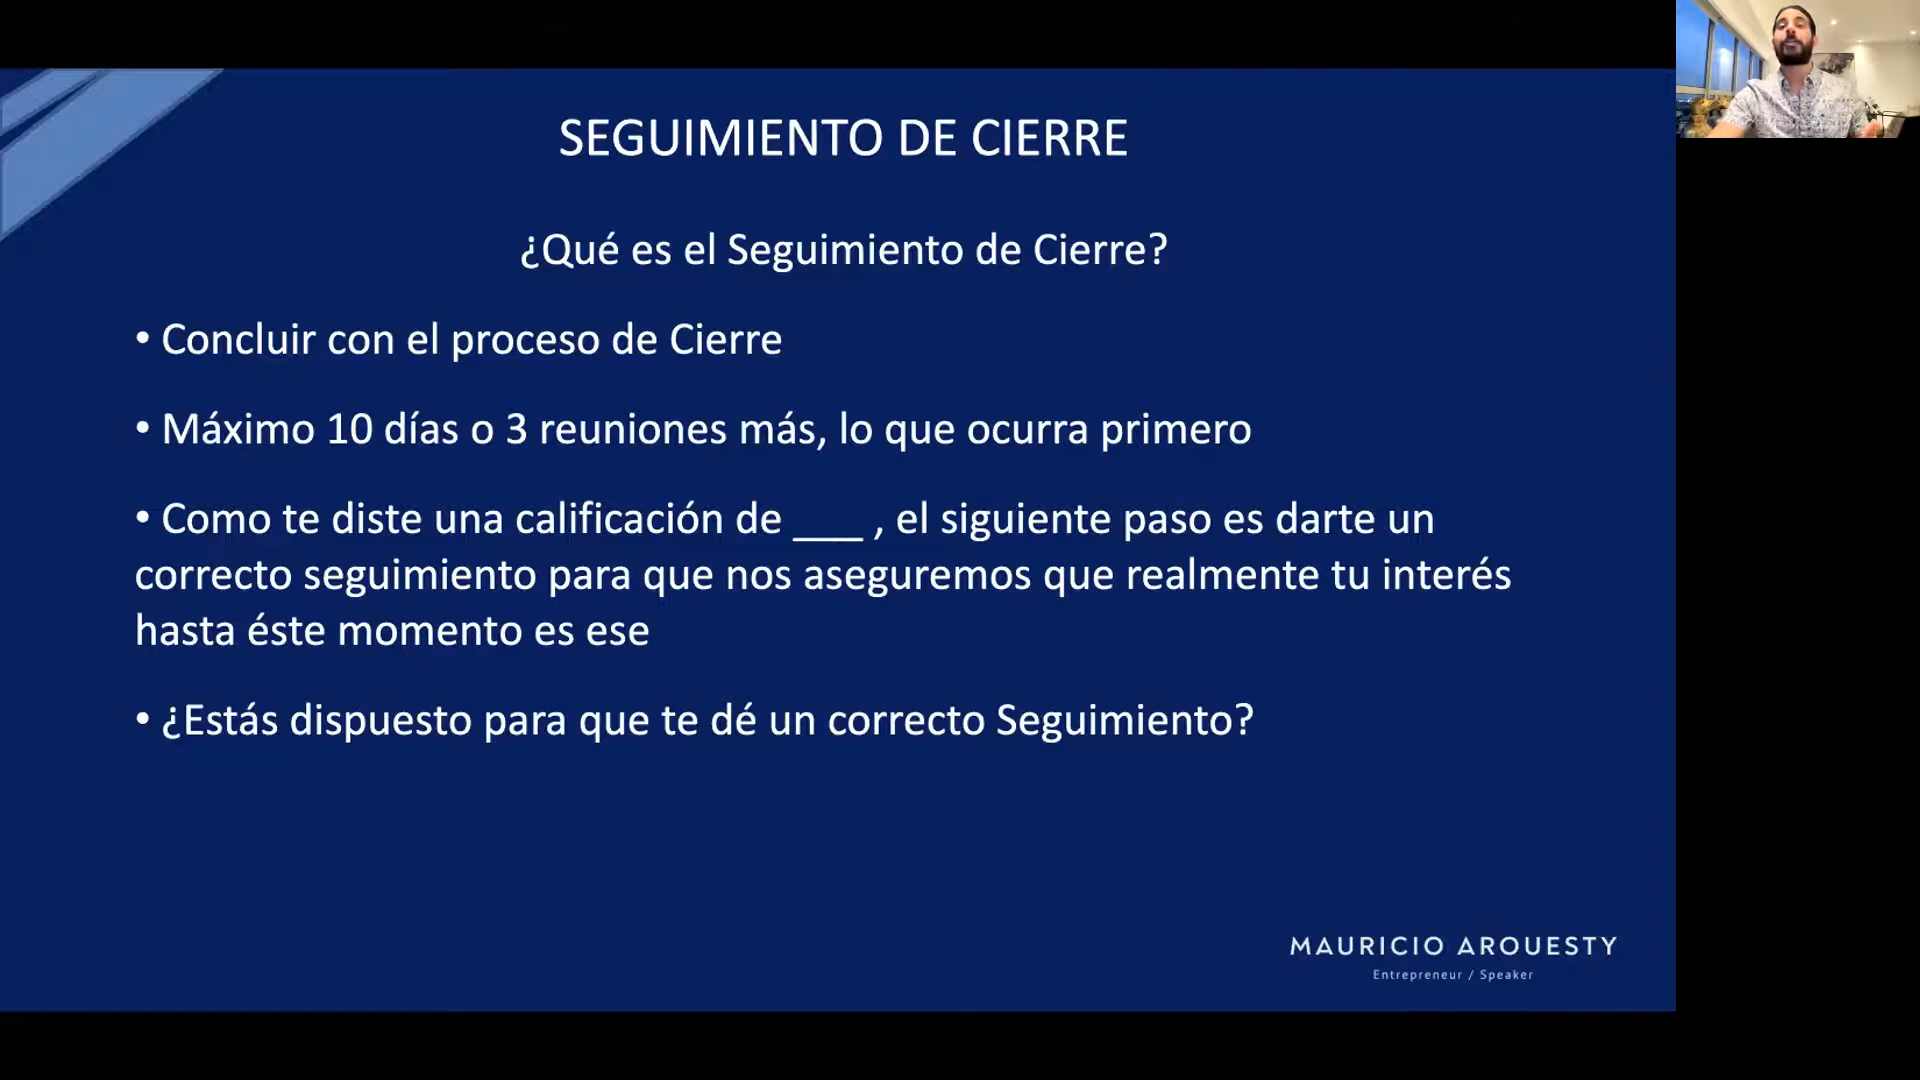 SEGUIMIENTO DE CIERRE
¿Qué es el Seguimiento de Cierre?
• Concluir con el proceso de Cierre
• Máximo 10 días o 3 reuniones más, lo que ocurra primero
• Como te diste una calificación de ___ , el siguiente paso es darte un
correcto seguimiento para que nos aseguremos que realmente tu interés
hasta éste momento es ese
• ¿Estás dispuesto para que te dé un correcto Seguimiento?
MAURICIO AROUESTY
Entrepreneur / Speaker